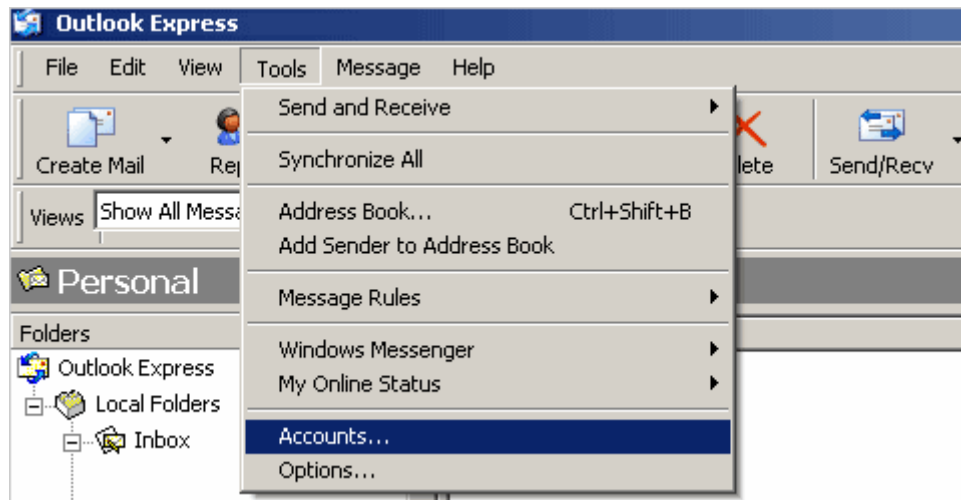 Outlook Express
File Edit View Tools Message Help
Send and Receive
Create Mail
Synchronize All
Send/Recv
Views Show All
Address Book... Ctrl+Shift+B
Add Sender to Address Book
Personal
Message Rules
Folders
Windows Messenger
Outlook Express
My Online Status
Local Folders
Accounts...
Inbox
Options...